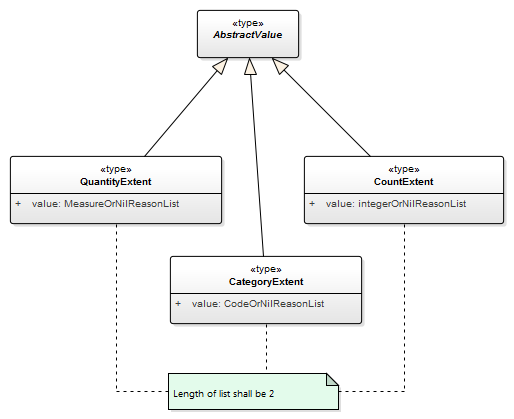 «type»
AbstractValue
«type»
QuantityExtent
+ value: MeasureOrNilReasonList
«type»
CountExtent
+ value: integerOrNilReasonList
«type»
CategoryExtent
+ value: CodeOrNilReasonList
Length of list shall be 2